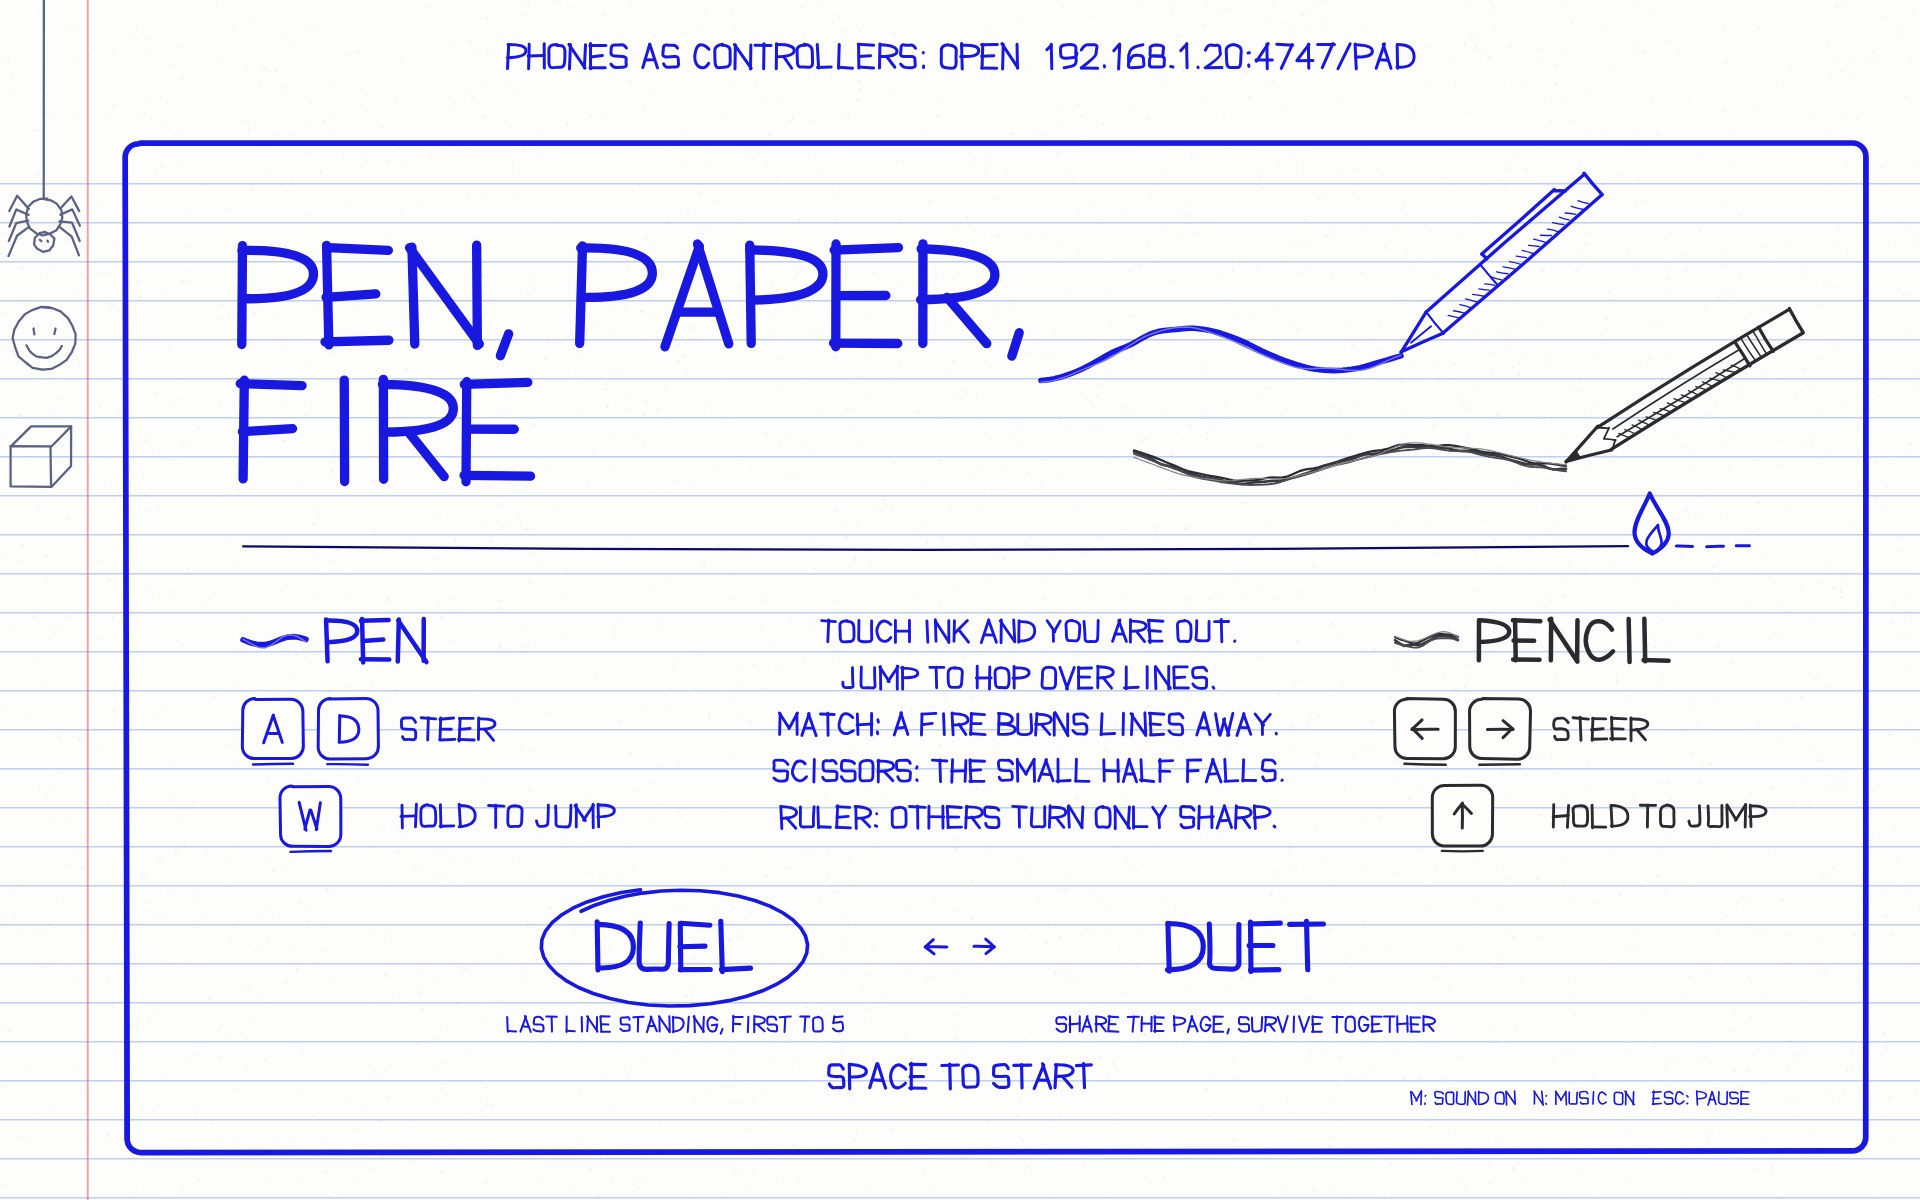 PHONES AS CONTROLLERS: OPEN 192.168.1.20:4747/PAD
PEN, PAPER,
FIRE
PEN
A D STEER
W HOLD TO JUMP
TOUCH INK AND YOU ARE OUT.
JUMP TO HOP OVER LINES.
MATCH: A FIRE BURNS LINES AWAY.
SCISSORS: THE SMALL HALF FALLS.
RULER: OTHERS TURN ONLY SHARP.
PENCIL
← → STEER
↑ HOLD TO JUMP
DUEL ← → DUET
LAST LINE STANDING, FIRST TO 5
SHARE THE PAGE, SURVIVE TOGETHER
SPACE TO START
M: SOUND ON N: MUSIC ON ESC: PAUSE